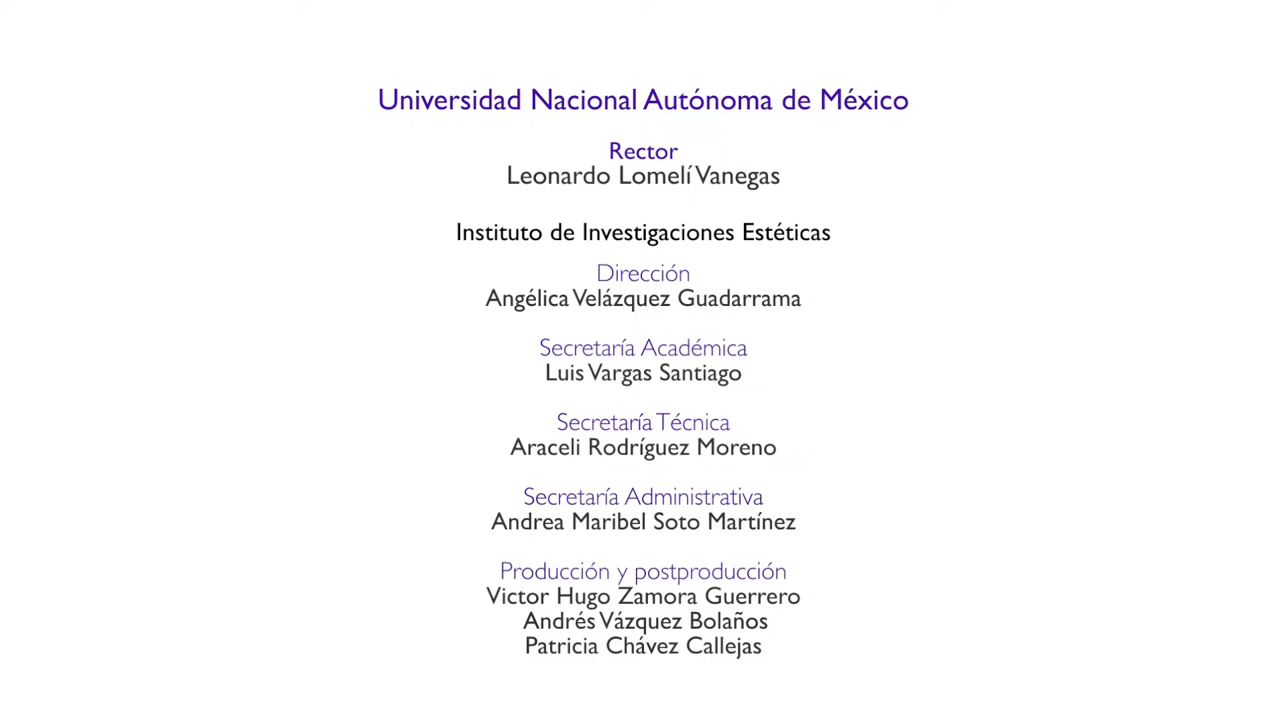 Universidad Nacional Autónoma de México
Rector
Leonardo Lomelí Vanegas
Instituto de Investigaciones Estéticas
Dirección
Angélica Velázquez Guadarrama
Secretaría Académica
Luis Vargas Santiago
Secretaría Técnica
Araceli Rodríguez Moreno
Secretaría Administrativa
Andrea Maribel Soto Martínez
Producción y postproducción
Victor Hugo Zamora Guerrero
Andrés Vázquez Bolaños
Patricia Chávez Callejas